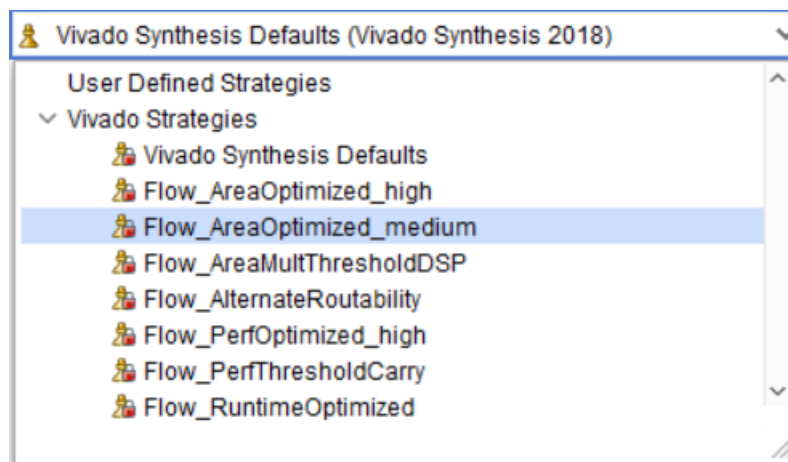 Vivado Synthesis Defaults (Vivado Synthesis 2018)
User Defined Strategies
Vivado Strategies
Vivado Synthesis Defaults
Flow_AreaOptimized_high
Flow_AreaOptimized_medium
Flow_AreaMultThresholdDSP
Flow_AlternateRoutability
Flow_PerfOptimized_high
Flow_PerfThresholdCarry
Flow_RuntimeOptimized